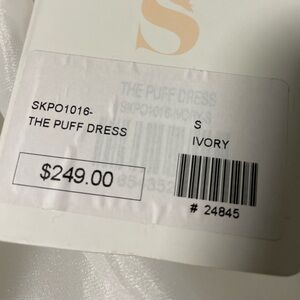 S
THE PUFF DRESS
SKPO1016-
THE PUFF DRESS
S
IVORY
$249.00
# 24845